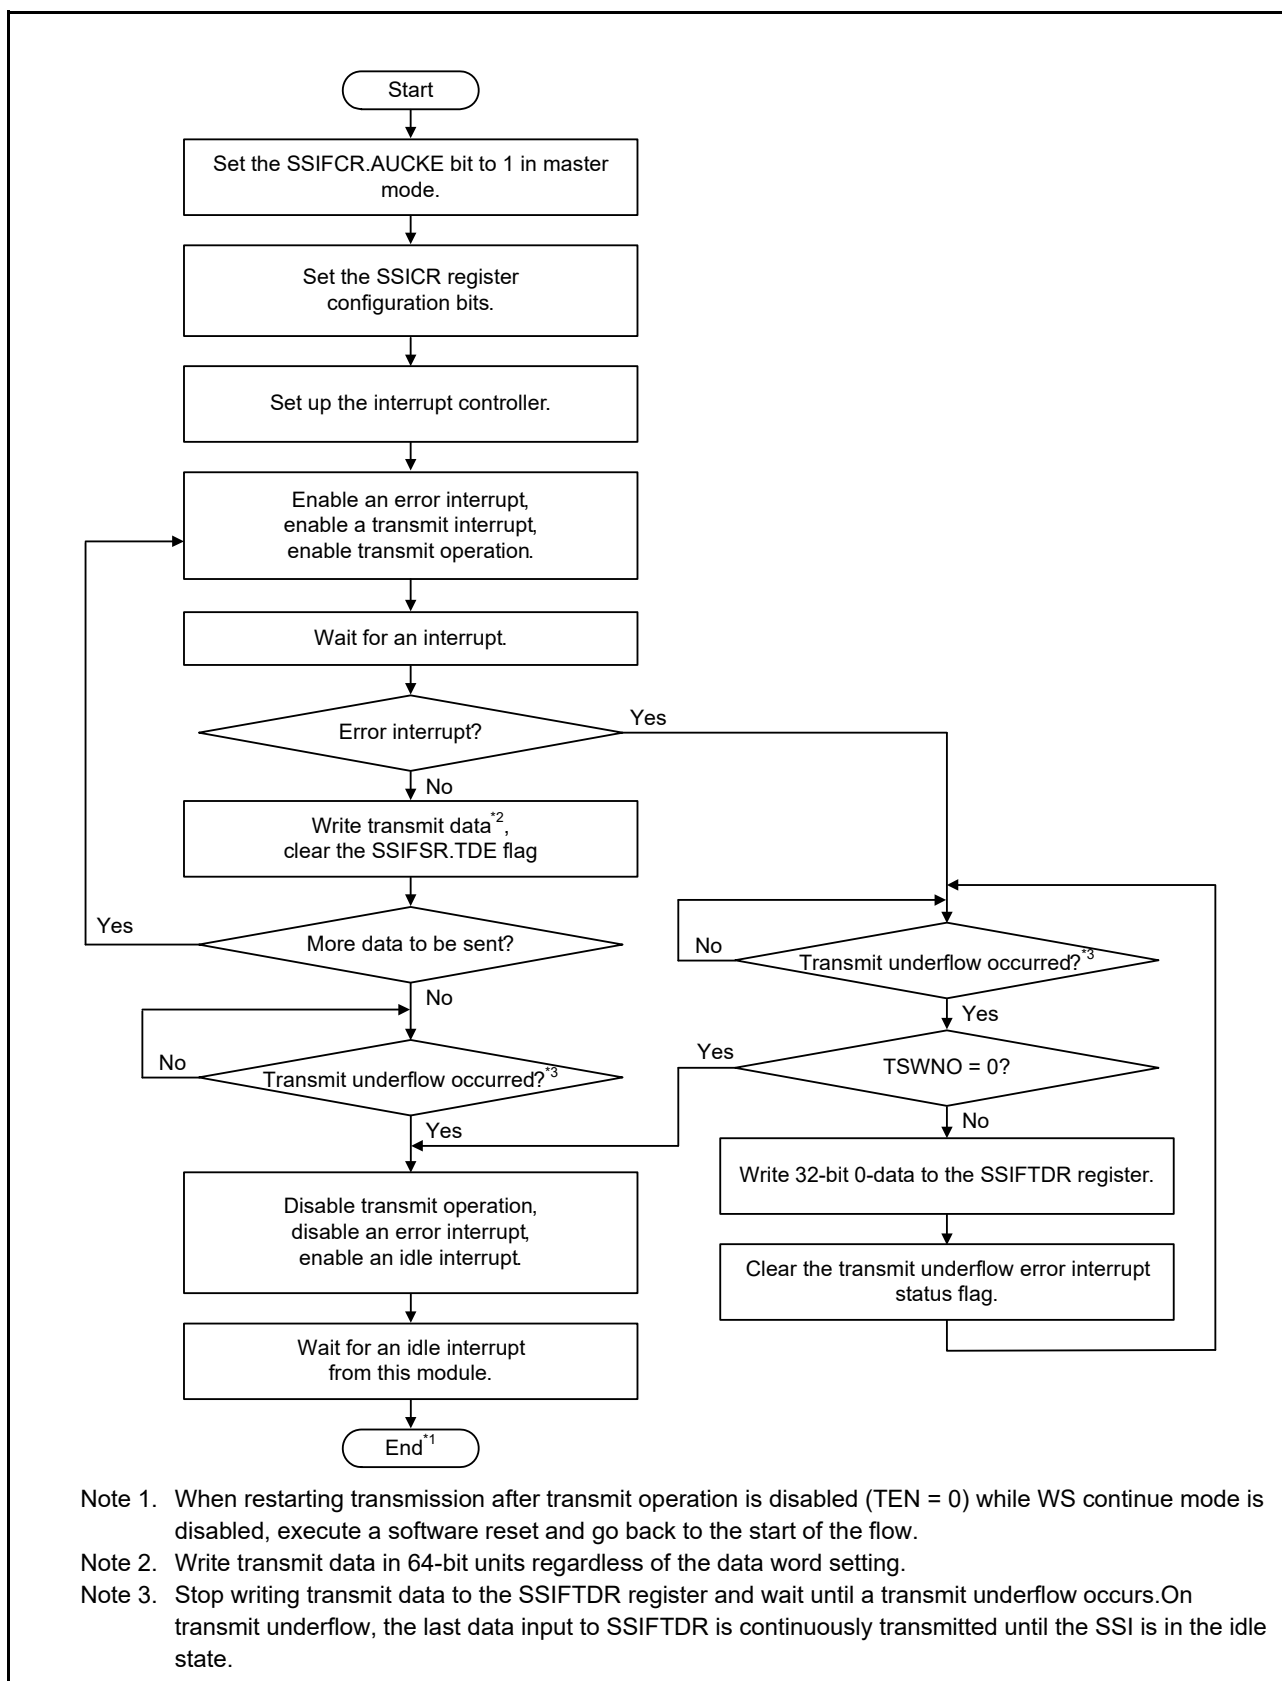 Start
Set the SSIFCR.AUCKE bit to 1 in master
mode.
Set the SSICR register
configuration bits.
Set up the interrupt controller.
Enable an error interrupt,
enable a transmit interrupt,
enable transmit operation.
Wait for an interrupt.
Error interrupt?
Yes
No
Write transmit data*2,
clear the SSIFSR.TDE flag
Yes
More data to be sent?
No
No
Transmit underflow occurred?*3
Yes
No
Transmit underflow occurred?*3
Yes
Yes
TSWNO = 0?
No
Write 32-bit 0-data to the SSIFTDR register.
Clear the transmit underflow error interrupt
status flag.
Disable transmit operation,
disable an error interrupt,
enable an idle interrupt.
Wait for an idle interrupt
from this module.
End*1
Note 1. When restarting transmission after transmit operation is disabled (TEN = 0) while WS continue mode is
disabled, execute a software reset and go back to the start of the flow.
Note 2. Write transmit data in 64-bit units regardless of the data word setting.
Note 3. Stop writing transmit data to the SSIFTDR register and wait until a transmit underflow occurs.On
transmit underflow, the last data input to SSIFTDR is continuously transmitted until the SSI is in the idle
state.